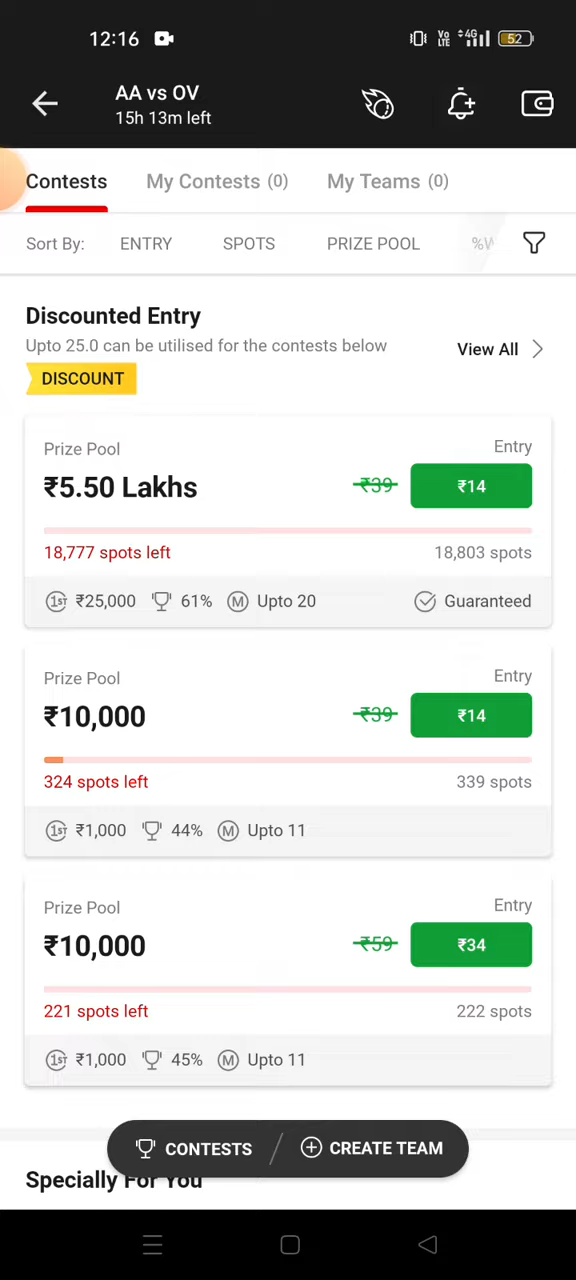 12:16
Vo LTE 4G 52
AA vs OV
15h 13m left
Contests My Contests (0) My Teams (0)
Sort By: ENTRY SPOTS PRIZE POOL %W
Discounted Entry
Upto 25.0 can be utilised for the contests below
View All
DISCOUNT
Prize Pool Entry
₹5.50 Lakhs ₹39 ₹14
18,777 spots left 18,803 spots
1ST ₹25,000 61% M Upto 20 Guaranteed
Prize Pool Entry
₹10,000 ₹39 ₹14
324 spots left 339 spots
1ST ₹1,000 44% M Upto 11
Prize Pool Entry
₹10,000 ₹59 ₹34
221 spots left 222 spots
1ST ₹1,000 45% M Upto 11
CONTESTS CREATE TEAM
Specially For You